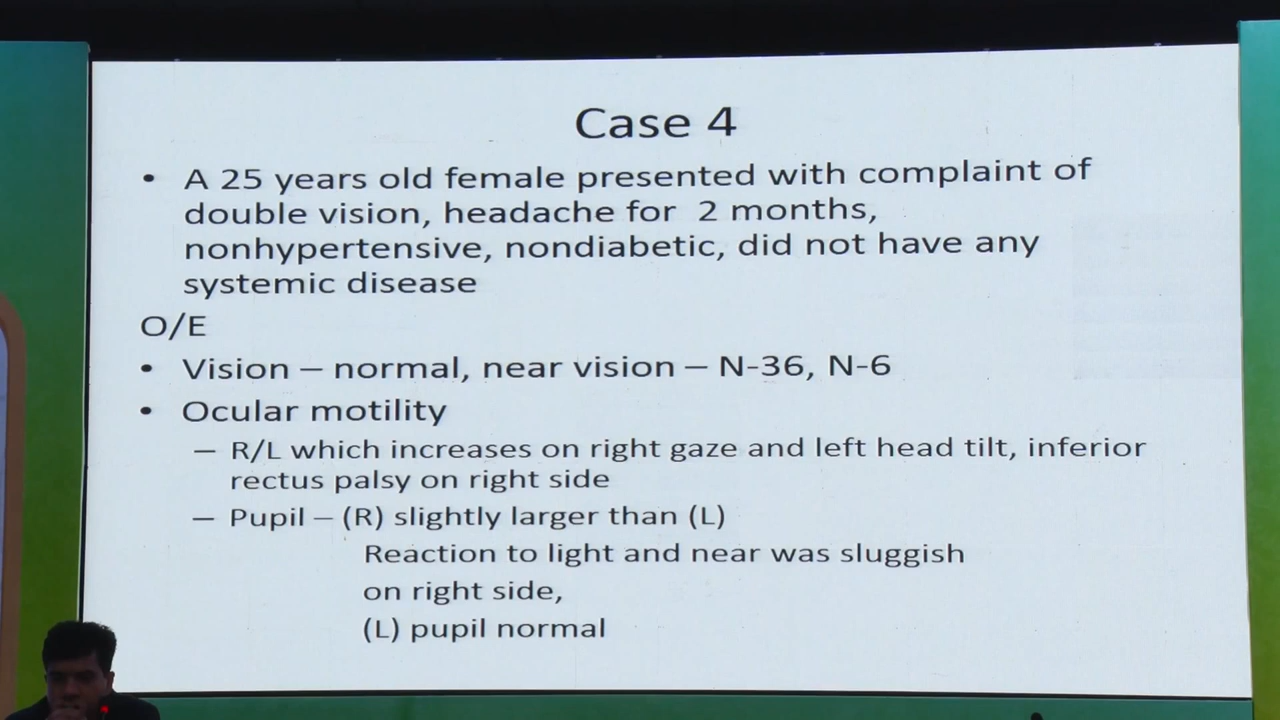 Case 4
• A 25 years old female presented with complaint of
double vision, headache for 2 months,
nonhypertensive, nondiabetic, did not have any
systemic disease
O/E
• Vision – normal, near vision – N-36, N-6
• Ocular motility
– R/L which increases on right gaze and left head tilt, inferior
rectus palsy on right side
– Pupil – (R) slightly larger than (L)
Reaction to light and near was sluggish
on right side,
(L) pupil normal